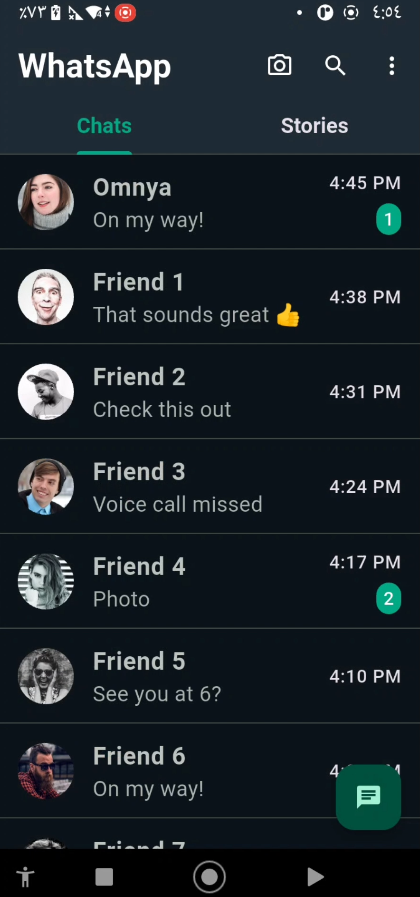 ٪٧٣
٤:٥٤
WhatsApp
Chats
Stories
Omnya
4:45 PM
On my way!
1
Friend 1
4:38 PM
That sounds great 👍
Friend 2
4:31 PM
Check this out
Friend 3
4:24 PM
Voice call missed
Friend 4
4:17 PM
Photo
2
Friend 5
4:10 PM
See you at 6?
Friend 6
On my way!
Friend 7